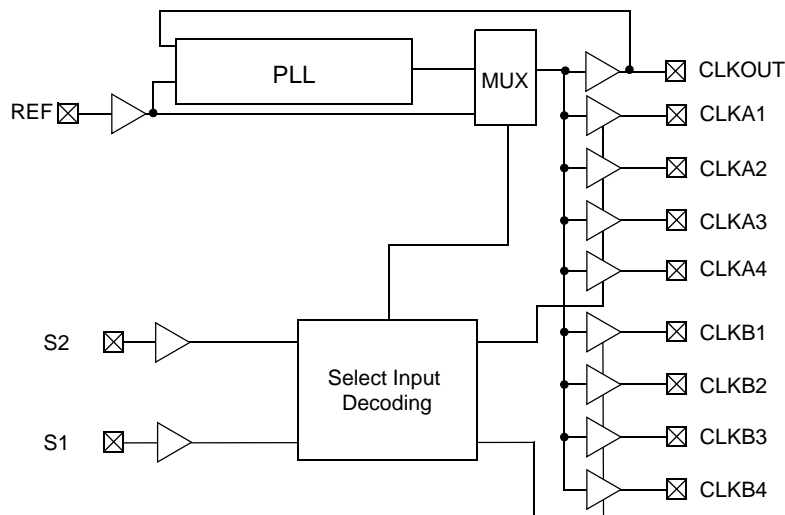 PLL
MUX
REF
CLKOUT
CLKA1
CLKA2
CLKA3
CLKA4
S2
S1
Select Input
Decoding
CLKB1
CLKB2
CLKB3
CLKB4